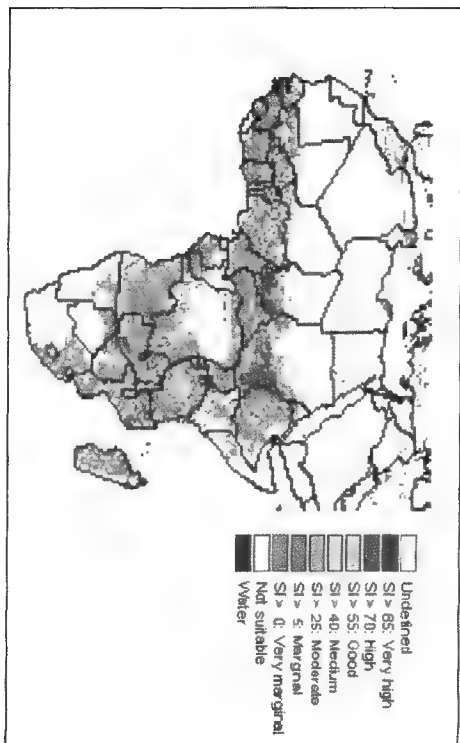 Undefined
SI > 85: Very high
SI > 70: High
SI > 55: Good
SI > 40: Medium
SI > 25: Moderate
SI > 5: Marginal
SI > 0: Very marginal
Not suitable
Water